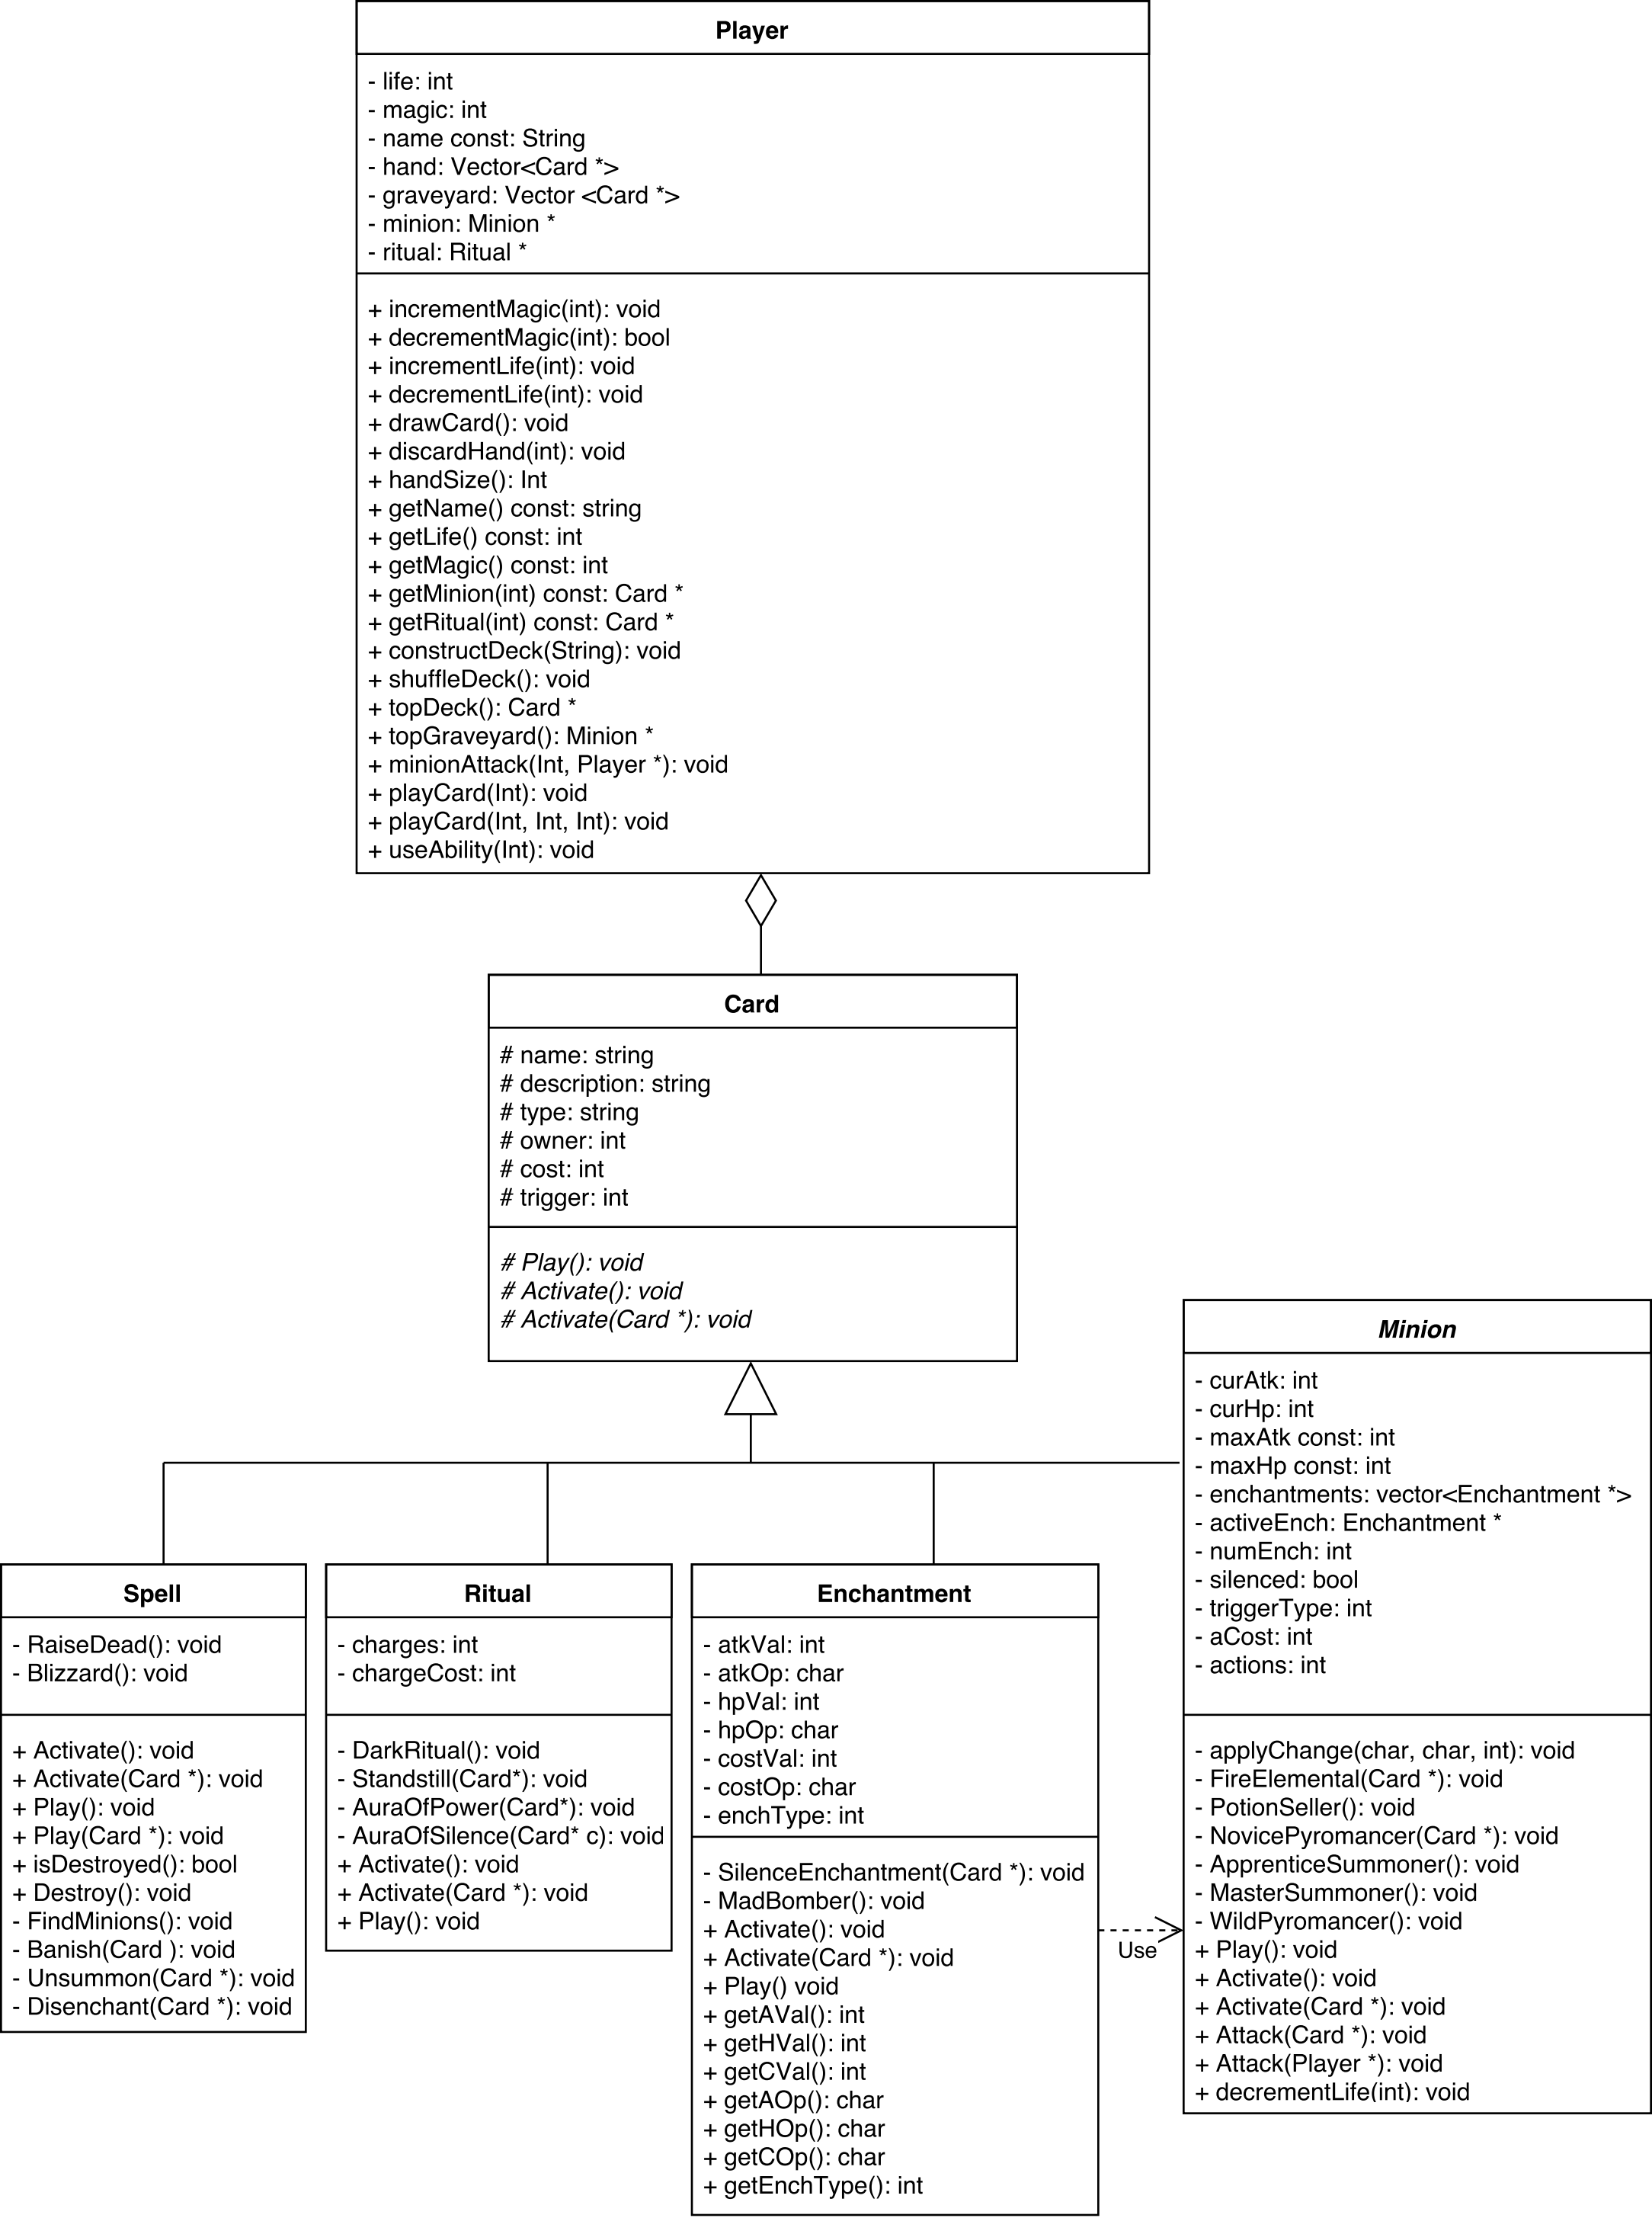 Player
- life: int
- magic: int
- name const: String
- hand: Vector<Card *>
- graveyard: Vector <Card *>
- minion: Minion *
- ritual: Ritual *
+ incrementMagic(int): void
+ decrementMagic(int): bool
+ incrementLife(int): void
+ decrementLife(int): void
+ drawCard(): void
+ discardHand(int): void
+ handSize(): Int
+ getName() const: string
+ getLife() const: int
+ getMagic() const: int
+ getMinion(int) const: Card *
+ getRitual(int) const: Card *
+ constructDeck(String): void
+ shuffleDeck(): void
+ topDeck(): Card *
+ topGraveyard(): Minion *
+ minionAttack(Int, Player *): void
+ playCard(Int): void
+ playCard(Int, Int, Int): void
+ useAbility(Int): void
Card
# name: string
# description: string
# type: string
# owner: int
# cost: int
# trigger: int
# Play(): void
# Activate(): void
# Activate(Card *): void
Spell
- RaiseDead(): void
- Blizzard(): void
+ Activate(): void
+ Activate(Card *): void
+ Play(): void
+ Play(Card *): void
+ isDestroyed(): bool
+ Destroy(): void
- FindMinions(): void
- Banish(Card ): void
- Unsummon(Card *): void
- Disenchant(Card *): void
Ritual
- charges: int
- chargeCost: int
- DarkRitual(): void
- Standstill(Card*): void
- AuraOfPower(Card*): void
- AuraOfSilence(Card* c): void
+ Activate(): void
+ Activate(Card *): void
+ Play(): void
Enchantment
- atkVal: int
- atkOp: char
- hpVal: int
- hpOp: char
- costVal: int
- costOp: char
- enchType: int
- SilenceEnchantment(Card *): void
- MadBomber(): void
+ Activate(): void
+ Activate(Card *): void
+ Play() void
+ getAVal(): int
+ getHVal(): int
+ getCVal(): int
+ getAOp(): char
+ getHOp(): char
+ getCOp(): char
+ getEnchType(): int
Use
Minion
- curAtk: int
- curHp: int
- maxAtk const: int
- maxHp const: int
- enchantments: vector<Enchantment *>
- activeEnch: Enchantment *
- numEnch: int
- silenced: bool
- triggerType: int
- aCost: int
- actions: int
- applyChange(char, char, int): void
- FireElemental(Card *): void
- PotionSeller(): void
- NovicePyromancer(Card *): void
- ApprenticeSummoner(): void
- MasterSummoner(): void
- WildPyromancer(): void
+ Play(): void
+ Activate(): void
+ Activate(Card *): void
+ Attack(Card *): void
+ Attack(Player *): void
+ decrementLife(int): void